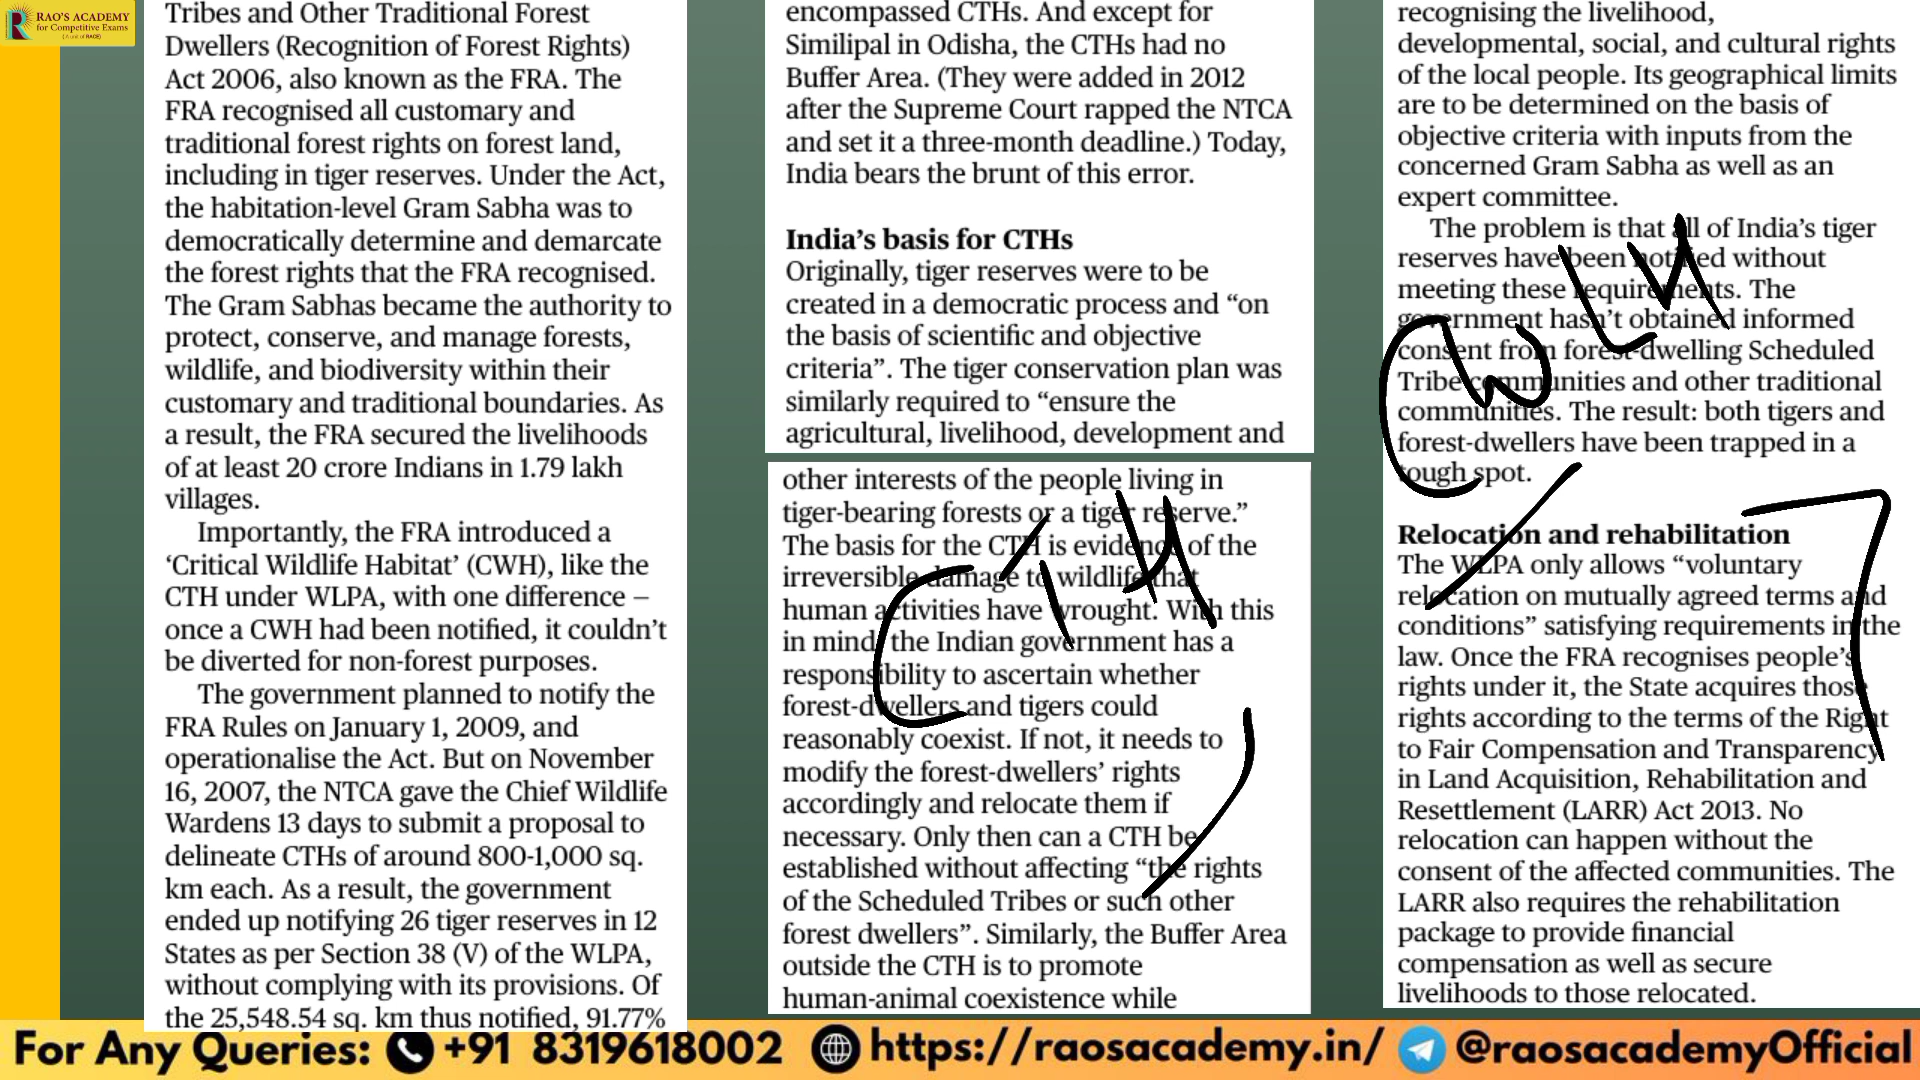 RAO'S ACADEMY
for Competitive Exams
(A unit of RACE)
Tribes and Other Traditional Forest
Dwellers (Recognition of Forest Rights)
Act 2006, also known as the FRA. The
FRA recognised all customary and
traditional forest rights on forest land,
including in tiger reserves. Under the Act,
the habitation-level Gram Sabha was to
democratically determine and demarcate
the forest rights that the FRA recognised.
The Gram Sabhas became the authority to
protect, conserve, and manage forests,
wildlife, and biodiversity within their
customary and traditional boundaries. As
a result, the FRA secured the livelihoods
of at least 20 crore Indians in 1.79 lakh
villages.
Importantly, the FRA introduced a
‘Critical Wildlife Habitat’ (CWH), like the
CTH under WLPA, with one difference –
once a CWH had been notified, it couldn’t
be diverted for non-forest purposes.
The government planned to notify the
FRA Rules on January 1, 2009, and
operationalise the Act. But on November
16, 2007, the NTCA gave the Chief Wildlife
Wardens 13 days to submit a proposal to
delineate CTHs of around 800-1,000 sq.
km each. As a result, the government
ended up notifying 26 tiger reserves in 12
States as per Section 38 (V) of the WLPA,
without complying with its provisions. Of
the 25,548.54 sq. km thus notified, 91.77%
encompassed CTHs. And except for
Similipal in Odisha, the CTHs had no
Buffer Area. (They were added in 2012
after the Supreme Court rapped the NTCA
and set it a three-month deadline.) Today,
India bears the brunt of this error.
India’s basis for CTHs
Originally, tiger reserves were to be
created in a democratic process and “on
the basis of scientific and objective
criteria”. The tiger conservation plan was
similarly required to “ensure the
agricultural, livelihood, development and
other interests of the people living in
tiger-bearing forests or a tiger reserve.”
The basis for the CTH is evidence of the
irreversible damage to wildlife that
human activities have wrought. With this
in mind, the Indian government has a
responsibility to ascertain whether
forest-dwellers and tigers could
reasonably coexist. If not, it needs to
modify the forest-dwellers’ rights
accordingly and relocate them if
necessary. Only then can a CTH be
established without affecting “the rights
of the Scheduled Tribes or such other
forest dwellers”. Similarly, the Buffer Area
outside the CTH is to promote
human-animal coexistence while
CTH
recognising the livelihood,
developmental, social, and cultural rights
of the local people. Its geographical limits
are to be determined on the basis of
objective criteria with inputs from the
concerned Gram Sabha as well as an
expert committee.
The problem is that all of India’s tiger
reserves have been notified without
meeting these requirements. The
government hasn’t obtained informed
consent from forest-dwelling Scheduled
Tribe communities and other traditional
communities. The result: both tigers and
forest-dwellers have been trapped in a
tough spot.
Relocation and rehabilitation
The WLPA only allows “voluntary
relocation on mutually agreed terms and
conditions” satisfying requirements in the
law. Once the FRA recognises people’s
rights under it, the State acquires those
rights according to the terms of the Right
to Fair Compensation and Transparency
in Land Acquisition, Rehabilitation and
Resettlement (LARR) Act 2013. No
relocation can happen without the
consent of the affected communities. The
LARR also requires the rehabilitation
package to provide financial
compensation as well as secure
livelihoods to those relocated.
For Any Queries: +91 8319618002 https://raosacademy.in/ @raosacademyOfficial